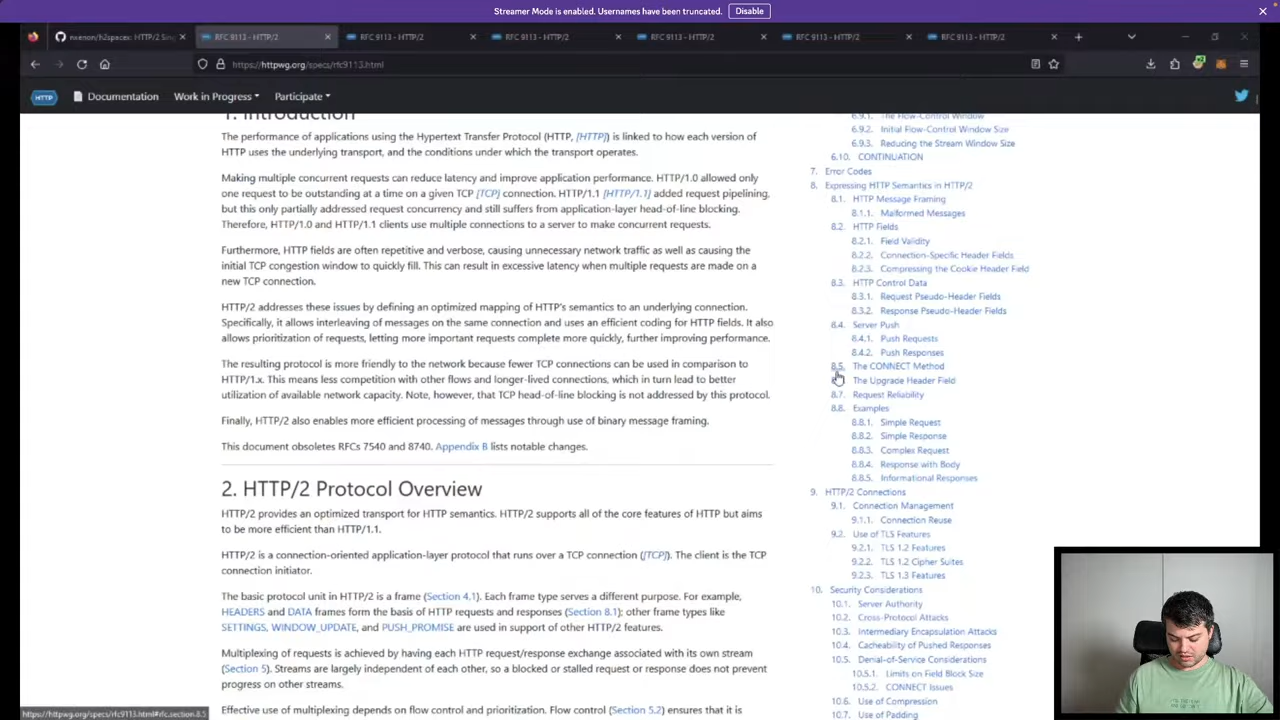 Streamer Mode is enabled. Usernames have been truncated. Disable
nxenon/h2spacex: HTTP/2 Sing RFC 9113 - HTTP/2 RFC 9113 - HTTP/2 RFC 9113 - HTTP/2 RFC 9113 - HTTP/2 RFC 9113 - HTTP/2 RFC 9113 - HTTP/2
https://httpwg.org/specs/rfc9113.html
HTTP Documentation Work in Progress Participate
1. Introduction
The performance of applications using the Hypertext Transfer Protocol (HTTP, [HTTP]) is linked to how each version of
HTTP uses the underlying transport, and the conditions under which the transport operates.
Making multiple concurrent requests can reduce latency and improve application performance. HTTP/1.0 allowed only
one request to be outstanding at a time on a given TCP [TCP] connection. HTTP/1.1 [HTTP/1.1] added request pipelining,
but this only partially addressed request concurrency and still suffers from application-layer head-of-line blocking.
Therefore, HTTP/1.0 and HTTP/1.1 clients use multiple connections to a server to make concurrent requests.
Furthermore, HTTP fields are often repetitive and verbose, causing unnecessary network traffic as well as causing the
initial TCP congestion window to quickly fill. This can result in excessive latency when multiple requests are made on a
new TCP connection.
HTTP/2 addresses these issues by defining an optimized mapping of HTTP's semantics to an underlying connection.
Specifically, it allows interleaving of messages on the same connection and uses an efficient coding for HTTP fields. It also
allows prioritization of requests, letting more important requests complete more quickly, further improving performance.
The resulting protocol is more friendly to the network because fewer TCP connections can be used in comparison to
HTTP/1.x. This means less competition with other flows and longer-lived connections, which in turn lead to better
utilization of available network capacity. Note, however, that TCP head-of-line blocking is not addressed by this protocol.
Finally, HTTP/2 also enables more efficient processing of messages through use of binary message framing.
This document obsoletes RFCs 7540 and 8740. Appendix B lists notable changes.
2. HTTP/2 Protocol Overview
HTTP/2 provides an optimized transport for HTTP semantics. HTTP/2 supports all of the core features of HTTP but aims
to be more efficient than HTTP/1.1.
HTTP/2 is a connection-oriented application-layer protocol that runs over a TCP connection ([TCP]). The client is the TCP
connection initiator.
The basic protocol unit in HTTP/2 is a frame (Section 4.1). Each frame type serves a different purpose. For example,
HEADERS and DATA frames form the basis of HTTP requests and responses (Section 8.1); other frame types like
SETTINGS, WINDOW_UPDATE, and PUSH_PROMISE are used in support of other HTTP/2 features.
Multiplexing of requests is achieved by having each HTTP request/response exchange associated with its own stream
(Section 5). Streams are largely independent of each other, so a blocked or stalled request or response does not prevent
progress on other streams.
Effective use of multiplexing depends on flow control and prioritization. Flow control (Section 5.2) ensures that it is
https://httpwg.org/specs/rfc9113.html#rfc.section.8.5
6.9.1. The Flow-Control Window
6.9.2. Initial Flow-Control Window Size
6.9.3. Reducing the Stream Window Size
6.10. CONTINUATION
7. Error Codes
8. Expressing HTTP Semantics in HTTP/2
8.1. HTTP Message Framing
8.1.1. Malformed Messages
8.2. HTTP Fields
8.2.1. Field Validity
8.2.2. Connection-Specific Header Fields
8.2.3. Compressing the Cookie Header Field
8.3. HTTP Control Data
8.3.1. Request Pseudo-Header Fields
8.3.2. Response Pseudo-Header Fields
8.4. Server Push
8.4.1. Push Requests
8.4.2. Push Responses
8.5. The CONNECT Method
The Upgrade Header Field
8.7. Request Reliability
8.8. Examples
8.8.1. Simple Request
8.8.2. Simple Response
8.8.3. Complex Request
8.8.4. Response with Body
8.8.5. Informational Responses
9. HTTP/2 Connections
9.1. Connection Management
9.1.1. Connection Reuse
9.2. Use of TLS Features
9.2.1. TLS 1.2 Features
9.2.2. TLS 1.2 Cipher Suites
9.2.3. TLS 1.3 Features
10. Security Considerations
10.1. Server Authority
10.2. Cross-Protocol Attacks
10.3. Intermediary Encapsulation Attacks
10.4. Cacheability of Pushed Responses
10.5. Denial-of-Service Considerations
10.5.1. Limits on Field Block Size
10.5.2. CONNECT Issues
10.6. Use of Compression
10.7. Use of Padding